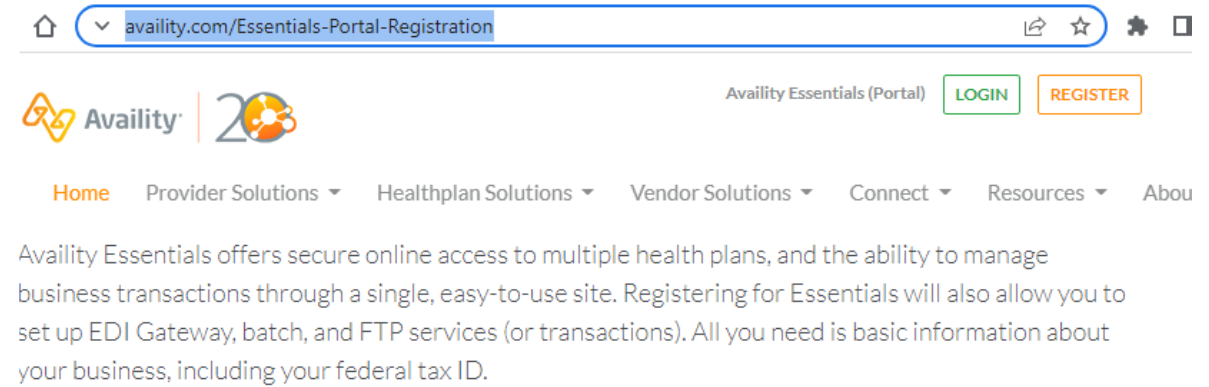 availity.com/Essentials-Portal-Registration
Availity Essentials (Portal) LOGIN REGISTER
Availity 20
Home Provider Solutions Healthplan Solutions Vendor Solutions Connect Resources Abou
Availity Essentials offers secure online access to multiple health plans, and the ability to manage
business transactions through a single, easy-to-use site. Registering for Essentials will also allow you to
set up EDI Gateway, batch, and FTP services (or transactions). All you need is basic information about
your business, including your federal tax ID.